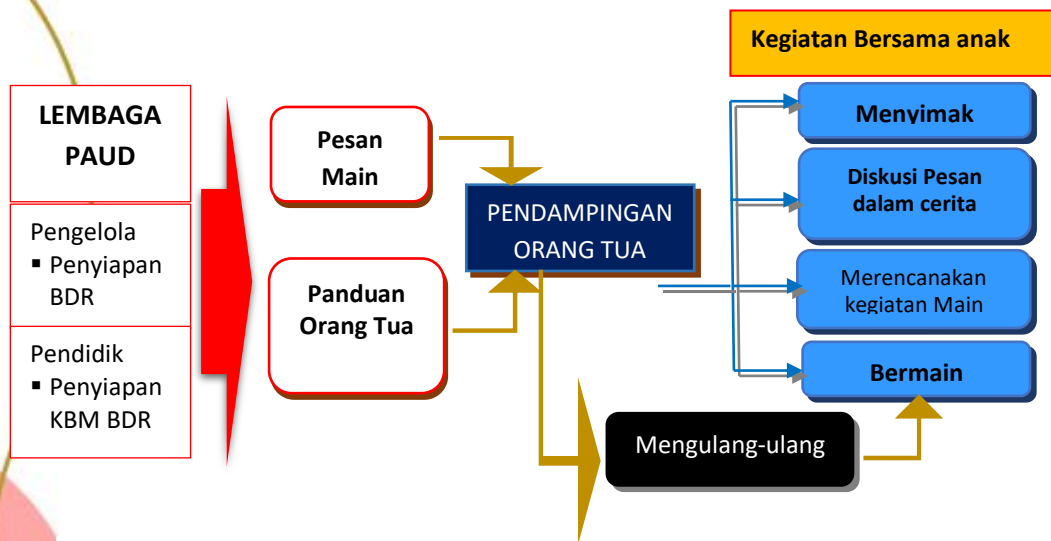 Kegiatan Bersama anak
LEMBAGA
PAUD
Pengelola
▪ Penyiapan
BDR
Pendidik
▪ Penyiapan
KBM BDR
Pesan
Main
Panduan
Orang Tua
PENDAMPINGAN
ORANG TUA
Menyimak
Diskusi Pesan
dalam cerita
Merencanakan
kegiatan Main
Bermain
Mengulang-ulang